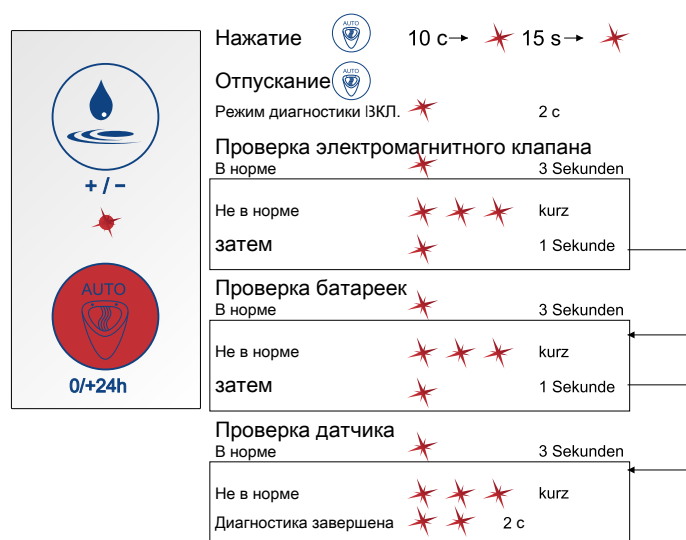 + / −
AUTO
0/+24h
Нажатие AUTO 10 с→ 15 s→
Отпускание AUTO
Режим диагностики ВКЛ. 2 с
Проверка электромагнитного клапана
В норме 3 Sekunden
Не в норме kurz
затем 1 Sekunde
Проверка батареек
В норме 3 Sekunden
Не в норме kurz
затем 1 Sekunde
Проверка датчика
В норме 3 Sekunden
Не в норме kurz
Диагностика завершена 2 с